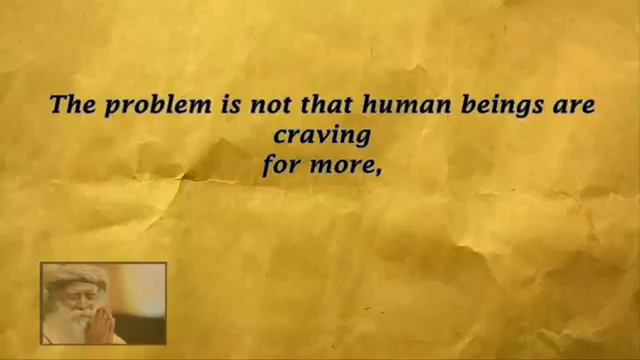 The problem is not that human beings are
craving
for more,